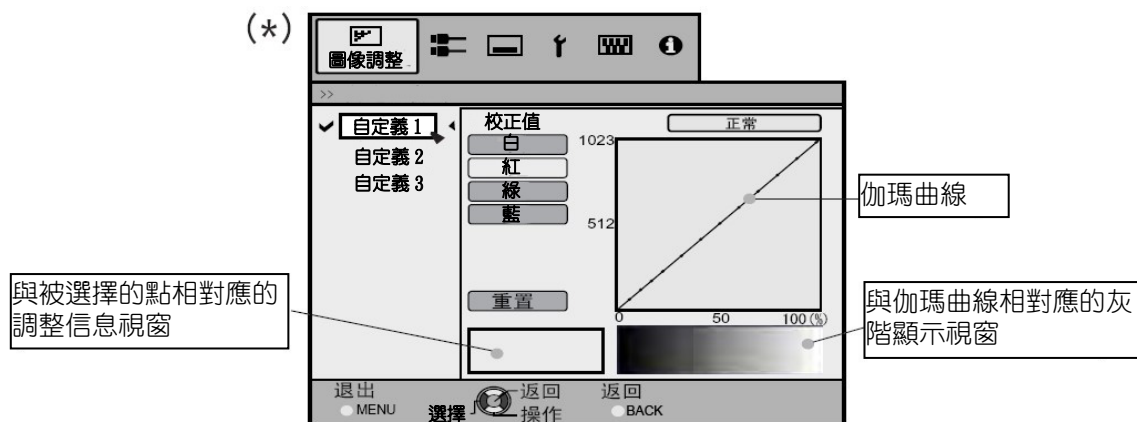 (*)
圖像調整
>>
自定義 1
自定義 2
自定義 3
校正值
白
紅
綠
藍
重置
正常
1023
512
0 50 100 (%)
伽瑪曲線
與被選擇的點相對應的
調整信息視窗
與伽瑪曲線相對應的灰
階顯示視窗
退出
MENU
選擇
返回
操作
返回
BACK